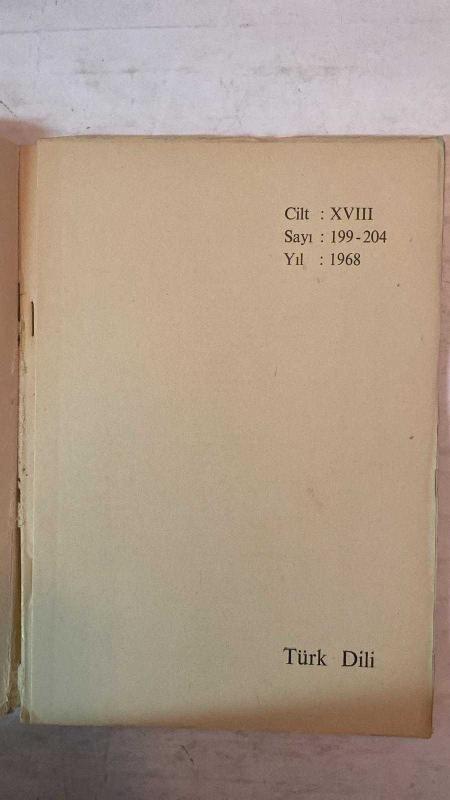 Cilt : XVIII
Sayı : 199-204
Yıl : 1968
Türk Dili